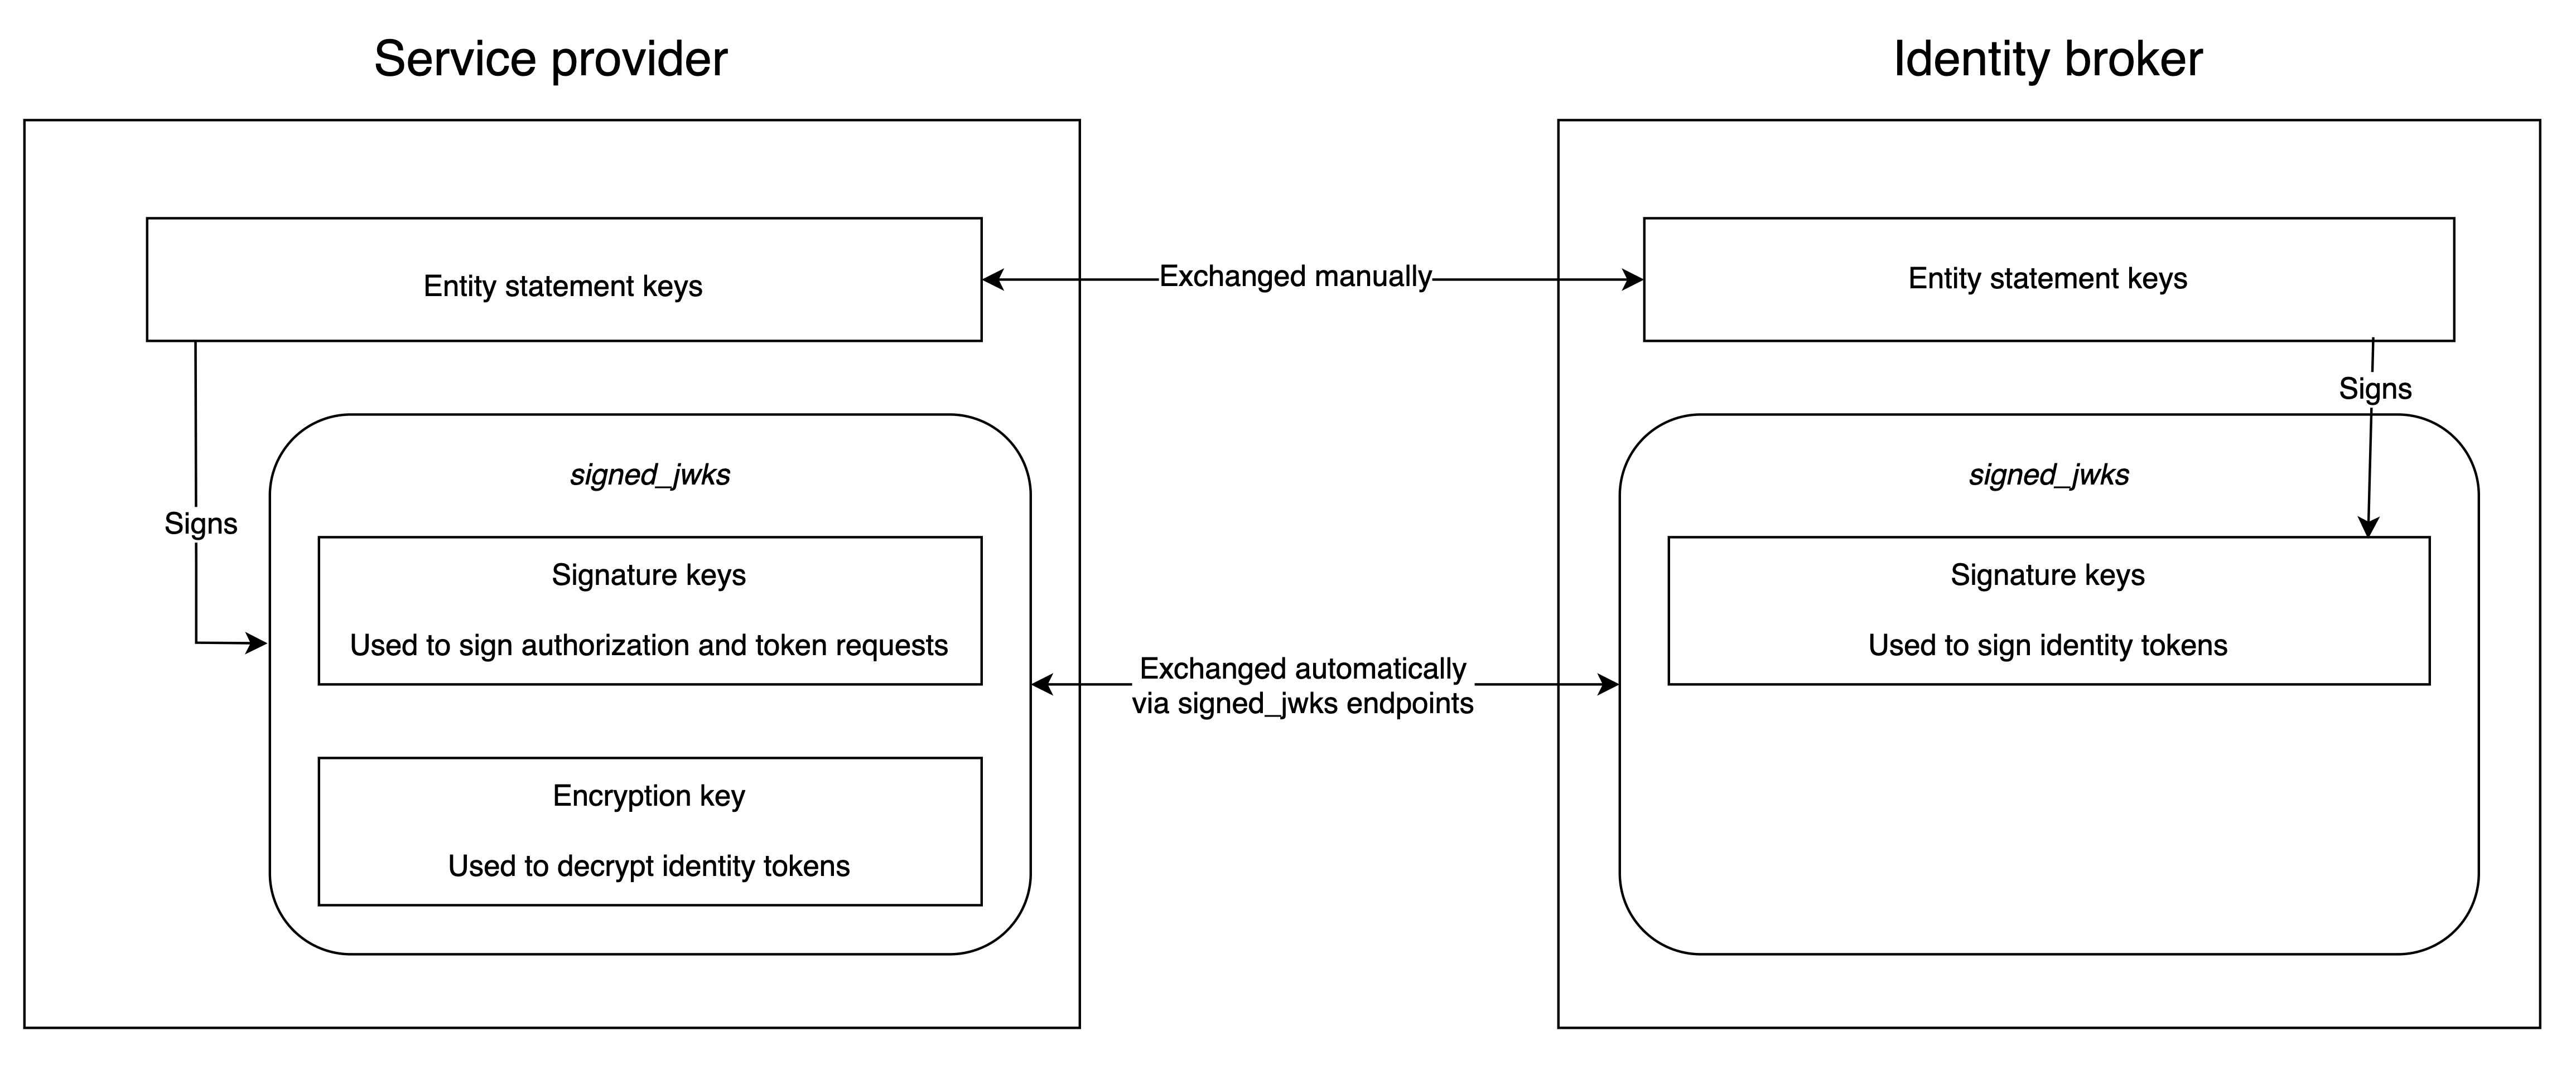 Service provider
Identity broker
Entity statement keys
Exchanged manually
Entity statement keys
Signs
signed_jwks
signed_jwks
Signs
Signature keys
Used to sign authorization and token requests
Signature keys
Used to sign identity tokens
Exchanged automatically
via signed_jwks endpoints
Encryption key
Used to decrypt identity tokens